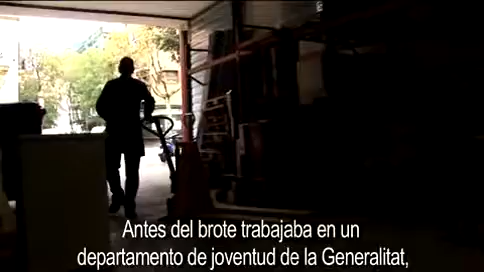 Antes del brote trabajaba en un
departamento de joventud de la Generalitat,